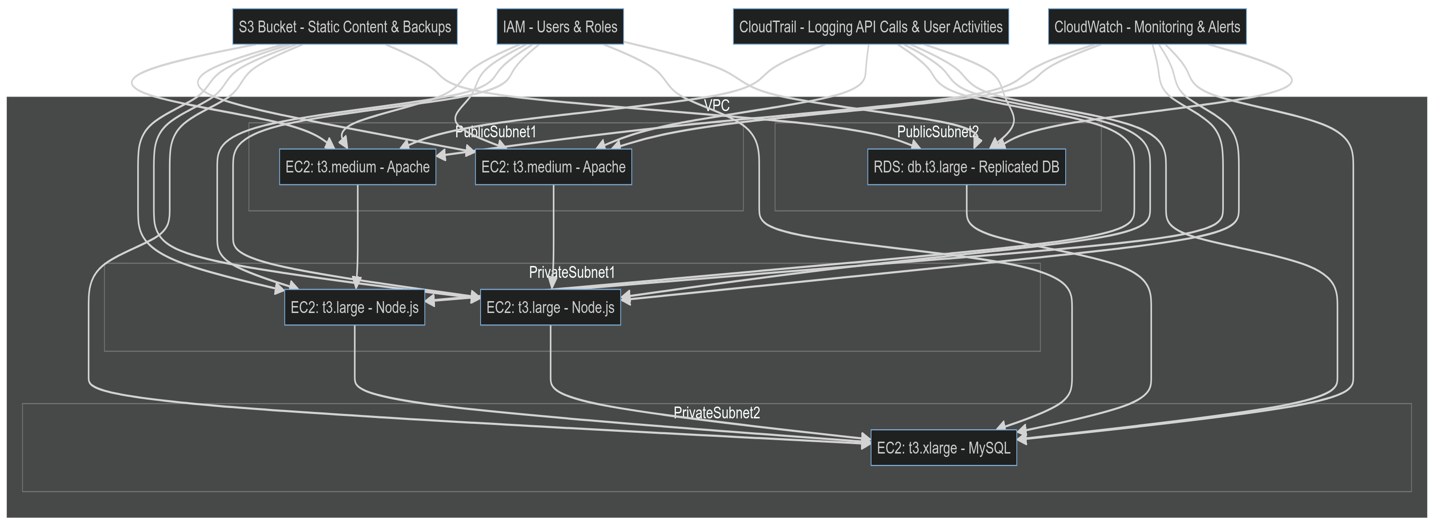 S3 Bucket - Static Content & Backups
IAM - Users & Roles
CloudTrail - Logging API Calls & User Activities
CloudWatch - Monitoring & Alerts
VPC
PublicSubnet1
PublicSubnet2
EC2: t3.medium - Apache
EC2: t3.medium - Apache
RDS: db.t3.large - Replicated DB
PrivateSubnet1
EC2: t3.large - Node.js
EC2: t3.large - Node.js
PrivateSubnet2
EC2: t3.xlarge - MySQL